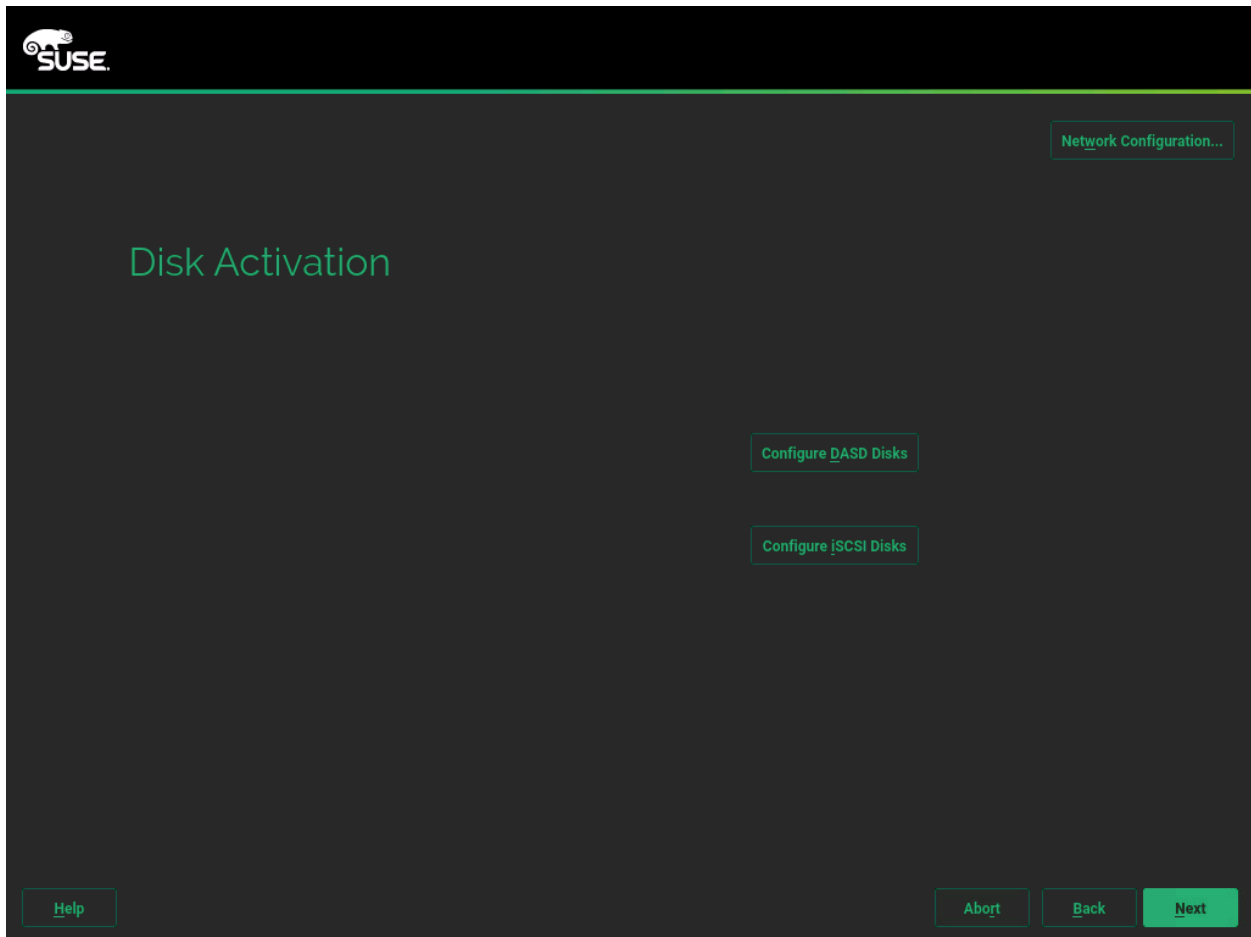 SUSE.
Network Configuration...
Disk Activation
Configure DASD Disks
Configure iSCSI Disks
Help
Abort
Back
Next